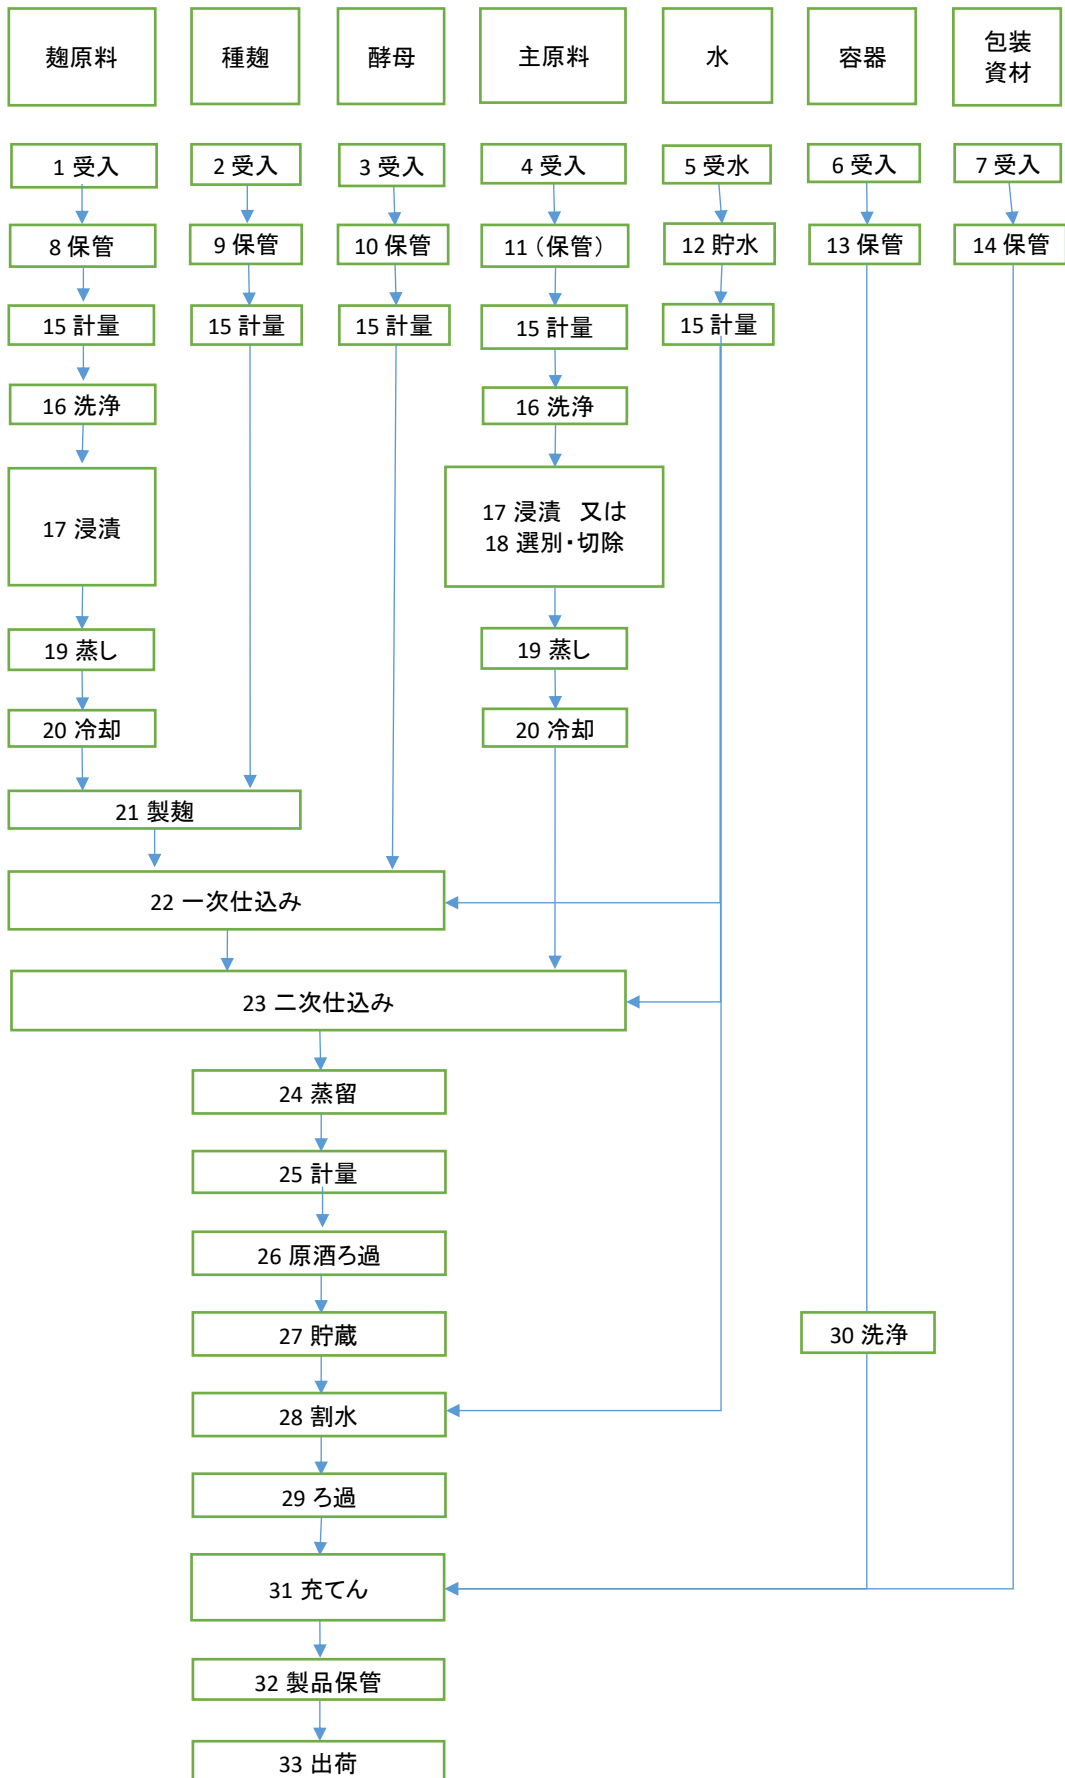 麹原料
種麹
酵母
主原料
水
容器
包装
資材
1 受入
2 受入
3 受入
4 受入
5 受水
6 受入
7 受入
8 保管
9 保管
10 保管
11（保管）
12 貯水
13 保管
14 保管
15 計量
15 計量
15 計量
15 計量
15 計量
16 洗浄
16 洗浄
17 浸漬
17 浸漬　又は
18 選別・切除
19 蒸し
19 蒸し
20 冷却
20 冷却
21 製麹
22 一次仕込み
23 二次仕込み
24 蒸留
25 計量
26 原酒ろ過
27 貯蔵
30 洗浄
28 割水
29 ろ過
31 充てん
32 製品保管
33 出荷